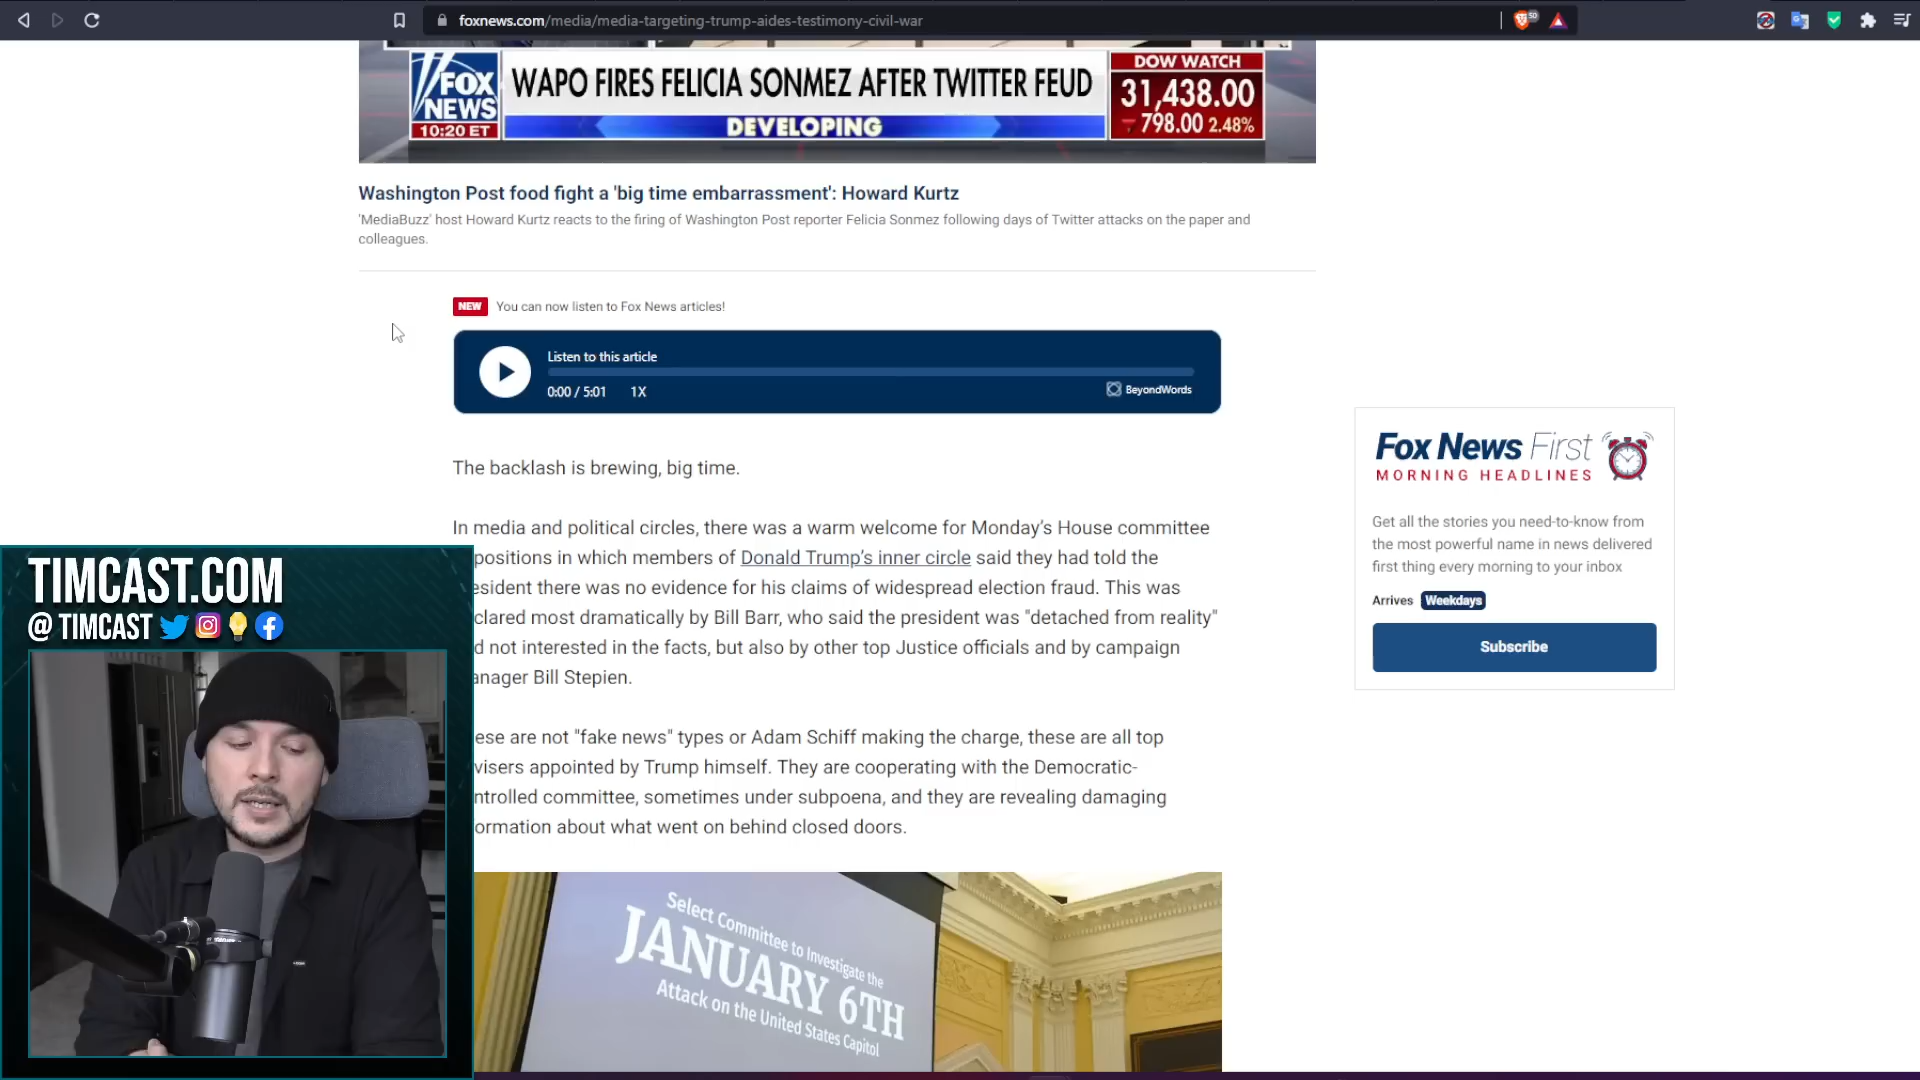 foxnews.com/media/media-targeting-trump-aides-testimony-civil-war
50
FOX
NEWS
10:20 ET
WAPO FIRES FELICIA SONMEZ AFTER TWITTER FEUD
DEVELOPING
DOW WATCH
31,438.00
798.00 2.48%
Washington Post food fight a 'big time embarrassment': Howard Kurtz
'MediaBuzz' host Howard Kurtz reacts to the firing of Washington Post reporter Felicia Sonmez following days of Twitter attacks on the paper and
colleagues.
NEW You can now listen to Fox News articles!
Listen to this article
0:00 / 5:01 1X
BeyondWords
The backlash is brewing, big time.
In media and political circles, there was a warm welcome for Monday's House committee
positions in which members of Donald Trump's inner circle said they had told the
esident there was no evidence for his claims of widespread election fraud. This was
clared most dramatically by Bill Barr, who said the president was "detached from reality"
d not interested in the facts, but also by other top Justice officials and by campaign
anager Bill Stepien.
ese are not "fake news" types or Adam Schiff making the charge, these are all top
visers appointed by Trump himself. They are cooperating with the Democratic-
ntrolled committee, sometimes under subpoena, and they are revealing damaging
ormation about what went on behind closed doors.
Select Committee to Investigate the
JANUARY 6TH
Attack on the United States Capitol
Fox News First
MORNING HEADLINES
Get all the stories you need-to-know from
the most powerful name in news delivered
first thing every morning to your inbox
Arrives Weekdays
Subscribe
TIMCAST.COM
@ TIMCAST